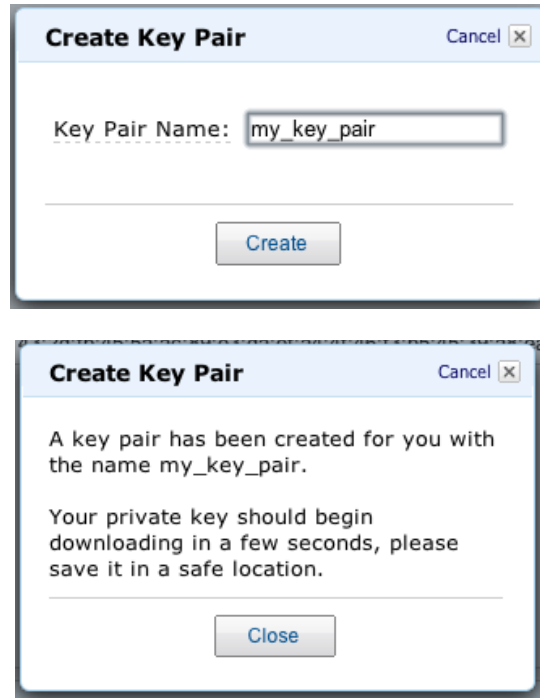 Create Key Pair
Cancel
Key Pair Name:
my_key_pair
Create
Create Key Pair
Cancel
A key pair has been created for you with
the name my_key_pair.
Your private key should begin
downloading in a few seconds, please
save it in a safe location.
Close